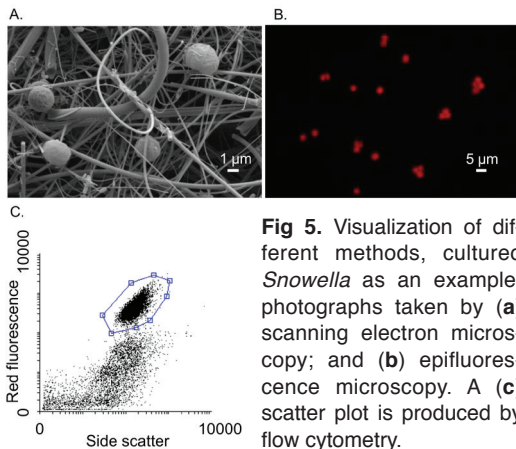 A.
B.
1 µm
5 µm
C.
10000
Red fluorescence
0
0
Side scatter
10000
Fig 5. Visualization of dif
ferent methods, cultured
Snowella as an example
photographs taken by (a
scanning electron micros
copy; and (b) epifluores
cence microscopy. A (c
scatter plot is produced by
flow cytometry.